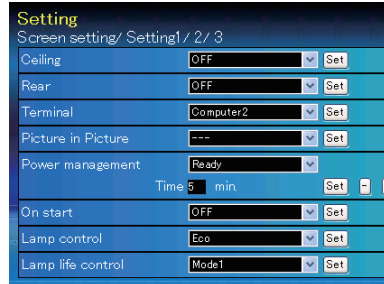 Setting
Screen setting/ Setting1 / 2 / 3
Ceiling OFF Set
Rear OFF Set
Terminal Computer2 Set
Picture in Picture --- Set
Power management Ready
Time 5 min. Set -
On start OFF Set
Lamp control Eco Set
Lamp life control Mode1 Set